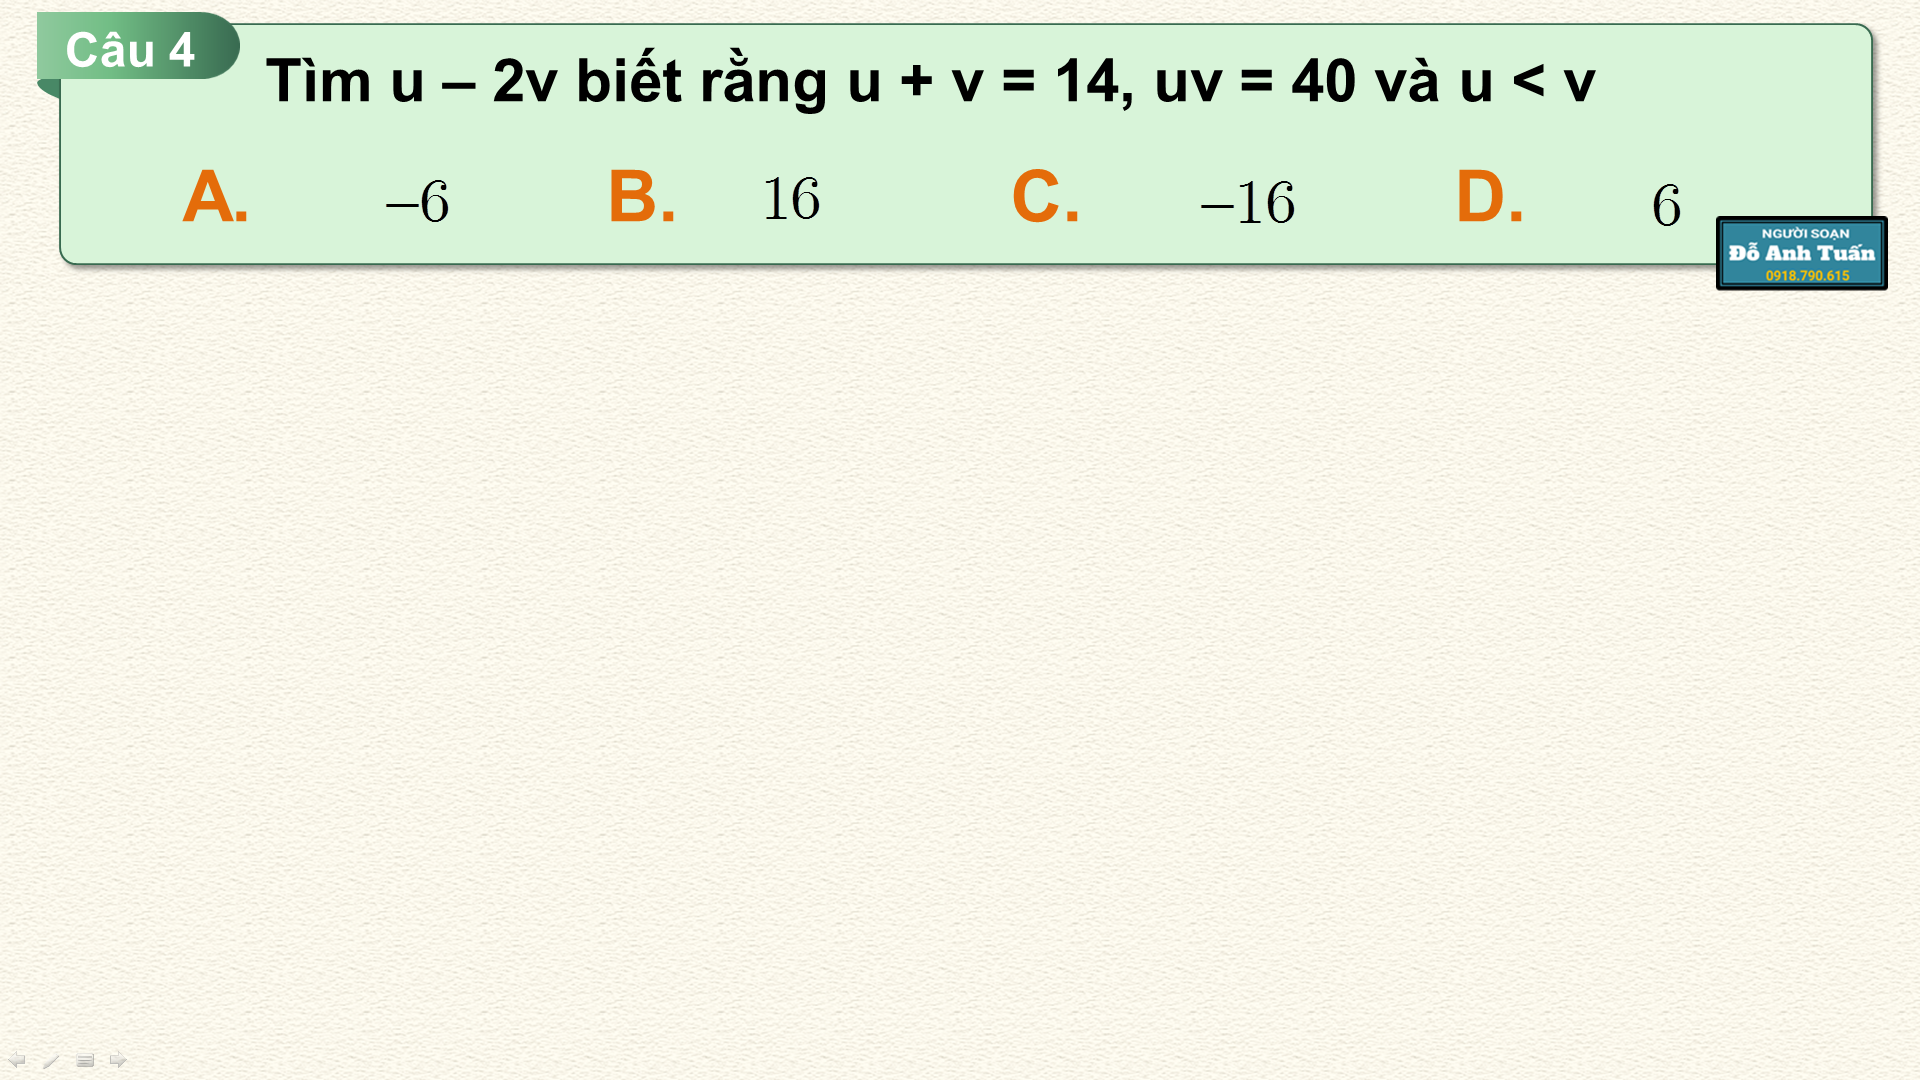 Câu 4
Tìm u – 2v biết rằng u + v = 14, uv = 40 và u < v
A. –6 B. 16 C. –16 D. 6
NGƯỜI SOẠN
Đỗ Anh Tuấn
0918.790.615